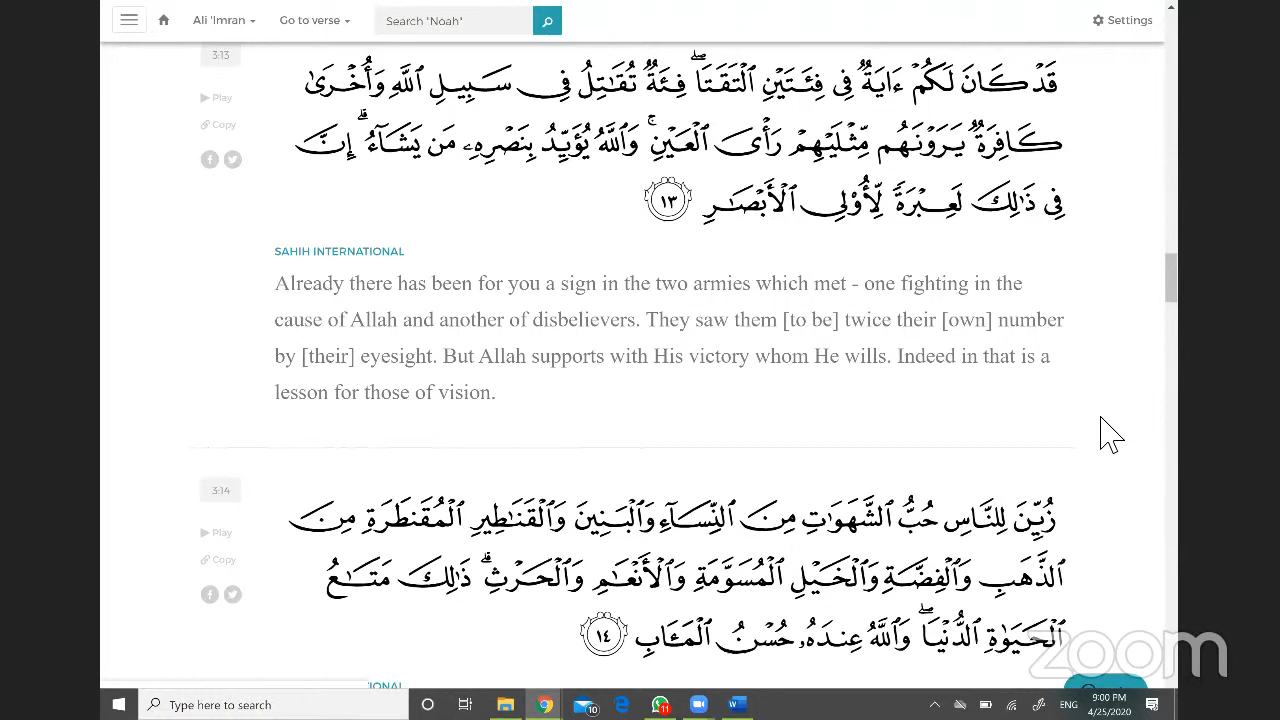 Ali 'Imran
Go to verse
Search "Noah"
Settings
3:13
قَدْ كَانَ لَكُمْ ءَايَةٌ فِى فِئَتَيْنِ ٱلْتَقَتَا ۖ فِئَةٌ تُقَـٰتِلُ فِى سَبِيلِ ٱللَّهِ وَأُخْرَىٰ
Play
Copy
كَافِرَةٌ يَرَوْنَهُم مِّثْلَيْهِمْ رَأْىَ ٱلْعَيْنِ ۚ وَٱللَّهُ يُؤَيِّدُ بِنَصْرِهِۦ مَن يَشَآءُ ۗ إِنَّ
فِى ذَٰلِكَ لَعِبْرَةً لِّأُو۟لِى ٱلْأَبْصَـٰرِ ١٣
SAHIH INTERNATIONAL
Already there has been for you a sign in the two armies which met - one fighting in the
cause of Allah and another of disbelievers. They saw them [to be] twice their [own] number
by [their] eyesight. But Allah supports with His victory whom He wills. Indeed in that is a
lesson for those of vision.
3:14
زُيِّنَ لِلنَّاسِ حُبُّ ٱلشَّهَوَٰتِ مِنَ ٱلنِّسَآءِ وَٱلْبَنِينَ وَٱلْقَنَـٰطِيرِ ٱلْمُقَنطَرَةِ مِنَ
Play
Copy
ٱلذَّهَبِ وَٱلْفِضَّةِ وَٱلْخَيْلِ ٱلْمُسَوَّمَةِ وَٱلْأَنْعَـٰمِ وَٱلْحَرْثِ ۗ ذَٰلِكَ مَتَـٰعُ
ٱلْحَيَوٰةِ ٱلدُّنْيَا ۖ وَٱللَّهُ عِندَهُۥ حُسْنُ ٱلْمَـَٔابِ ١٤
zoom
Type here to search
10
11
ENG
9:00 PM
4/25/2020